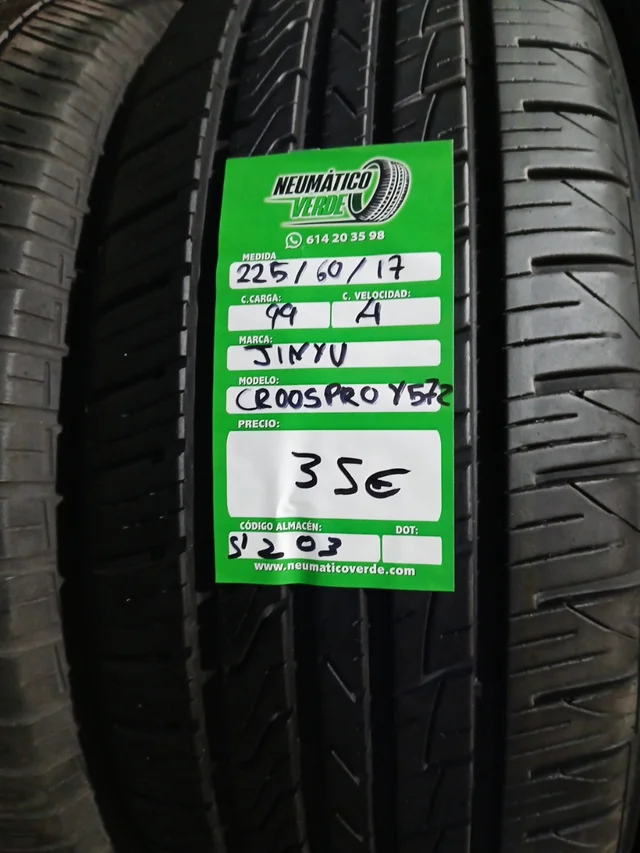 NEUMÁTICO
VERDE
614 20 35 98
MEDIDA
225/60/17
C.CARGA: C. VELOCIDAD:
99 H
MARCA:
JINYU
MODELO:
CROOSPRO Y572
PRECIO:
35€
CÓDIGO ALMACÉN: DOT:
S1203
www.neumaticoverde.com